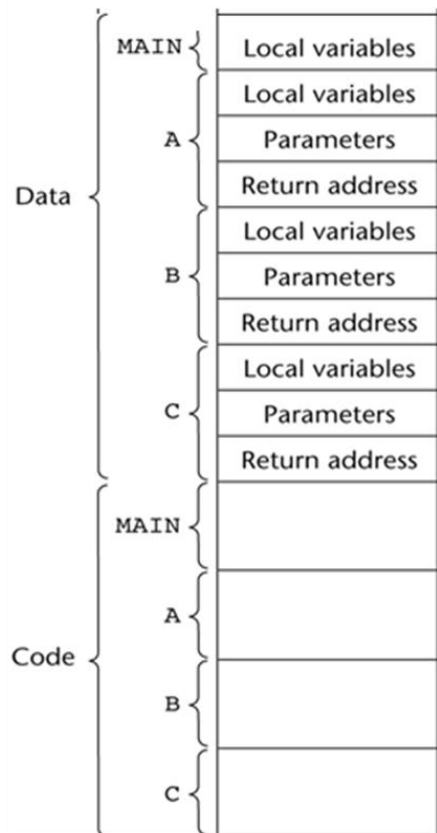 MAIN
Local variables
Local variables
A
Parameters
Data
Return address
Local variables
B
Parameters
Return address
Local variables
C
Parameters
Return address
MAIN
A
Code
B
C